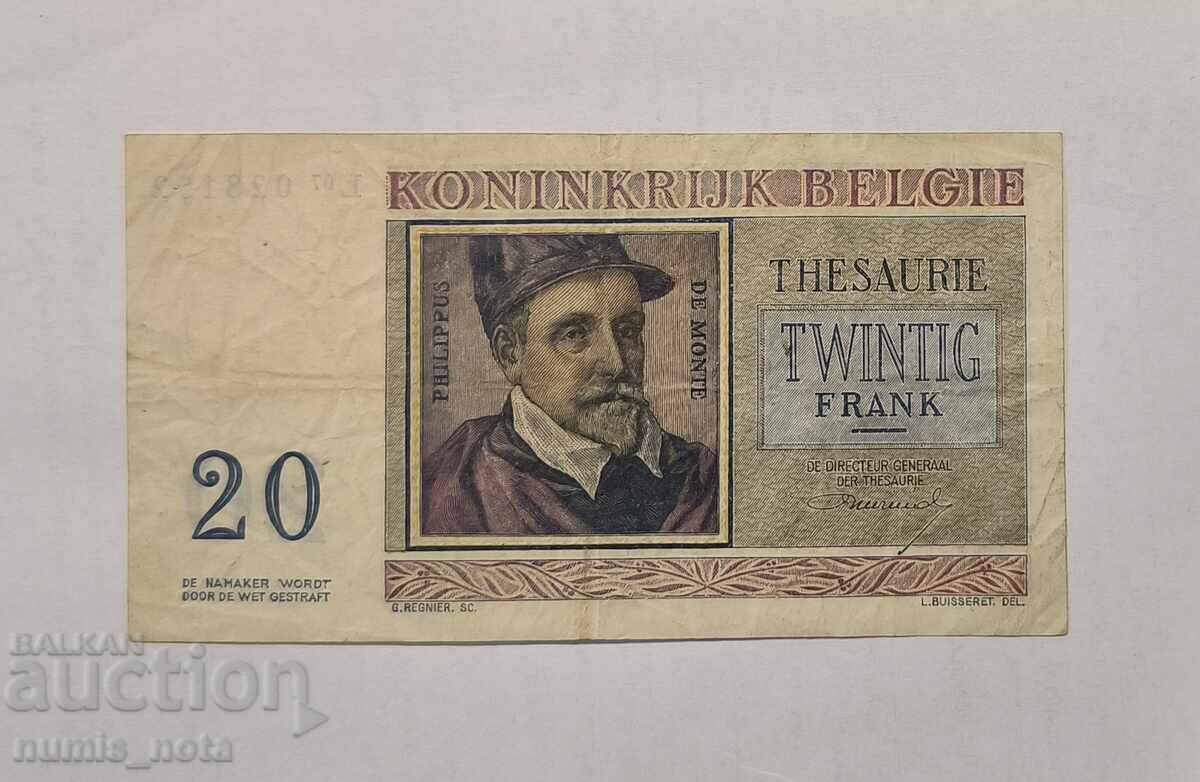 KONINKRIJK BELGIE
PHILIPPUS
DE MONTE
THESAURIE
TWINTIG
FRANK
DE DIRECTEUR GENERAAL
DER THESAURIE
20
DE NAMAKER WORDT
DOOR DE WET GESTRAFT
G. REGNIER. SC.
L. BUISSERET. DEL.
BALKAN
auction
numis_nota